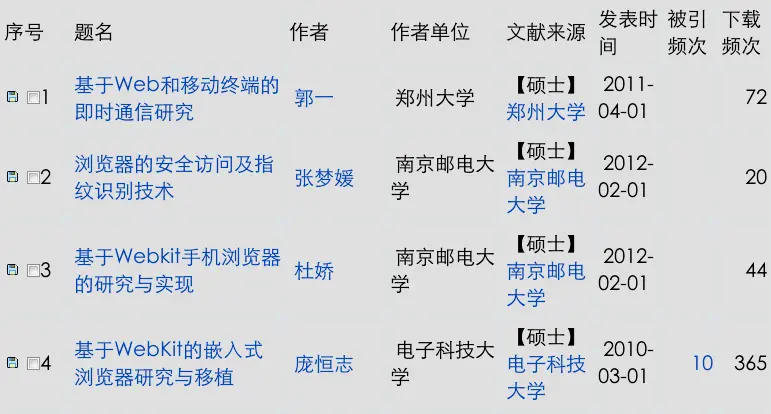 序号 题名 作者 作者单位 文献来源 发表时间 被引频次 下载频次
1 基于Web和移动终端的即时通信研究 郭一 郑州大学 【硕士】郑州大学 2011-04-01 72
2 浏览器的安全访问及指纹识别技术 张梦媛 南京邮电大学 【硕士】南京邮电大学 2012-02-01 20
3 基于Webkit手机浏览器的研究与实现 杜娇 南京邮电大学 【硕士】南京邮电大学 2012-02-01 44
4 基于WebKit的嵌入式浏览器研究与移植 庞恒志 电子科技大学 【硕士】电子科技大学 2010-03-01 10 365